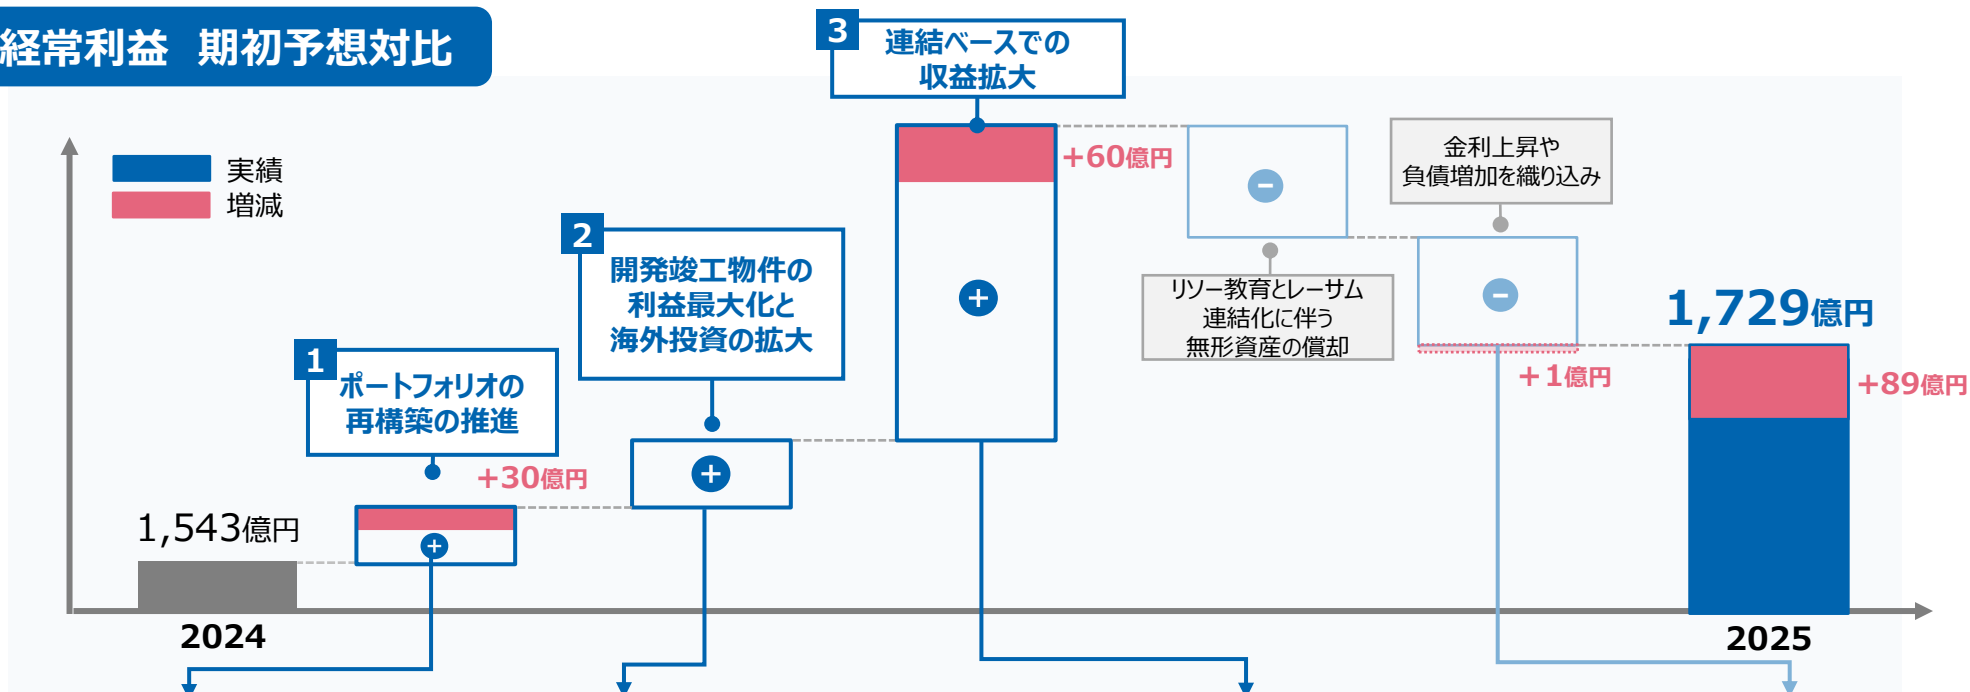 経常利益 期初予想対比
3
連結ベースでの
収益拡大
実績
増減
+60億円
金利上昇や
負債増加を織り込み
2
開発竣工物件の
利益最大化と
海外投資の拡大
リソー教育とレーサム
連結化に伴う
無形資産の償却
1,729億円
1
ポートフォリオの
再構築の推進
+1億円
+89億円
+30億円
1,543億円
2024
2025